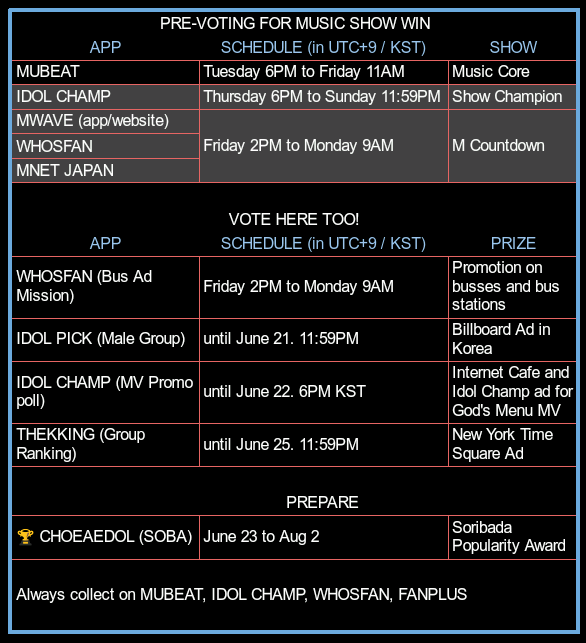 PRE-VOTING FOR MUSIC SHOW WIN
APP SCHEDULE (in UTC+9 / KST) SHOW
MUBEAT Tuesday 6PM to Friday 11AM Music Core
IDOL CHAMP Thursday 6PM to Sunday 11:59PM Show Champion
MWAVE (app/website)
WHOSFAN Friday 2PM to Monday 9AM M Countdown
MNET JAPAN
VOTE HERE TOO!
APP SCHEDULE (in UTC+9 / KST) PRIZE
WHOSFAN (Bus Ad
Mission)
Friday 2PM to Monday 9AM
Promotion on
busses and bus
stations
IDOL PICK (Male Group)
until June 21. 11:59PM
Billboard Ad in
Korea
IDOL CHAMP (MV Promo
poll)
until June 22. 6PM KST
Internet Cafe and
Idol Champ ad for
God's Menu MV
THEKKING (Group
Ranking)
until June 25. 11:59PM
New York Time
Square Ad
PREPARE
🏆 CHOEAEDOL (SOBA)
June 23 to Aug 2
Soribada
Popularity Award
Always collect on MUBEAT, IDOL CHAMP, WHOSFAN, FANPLUS